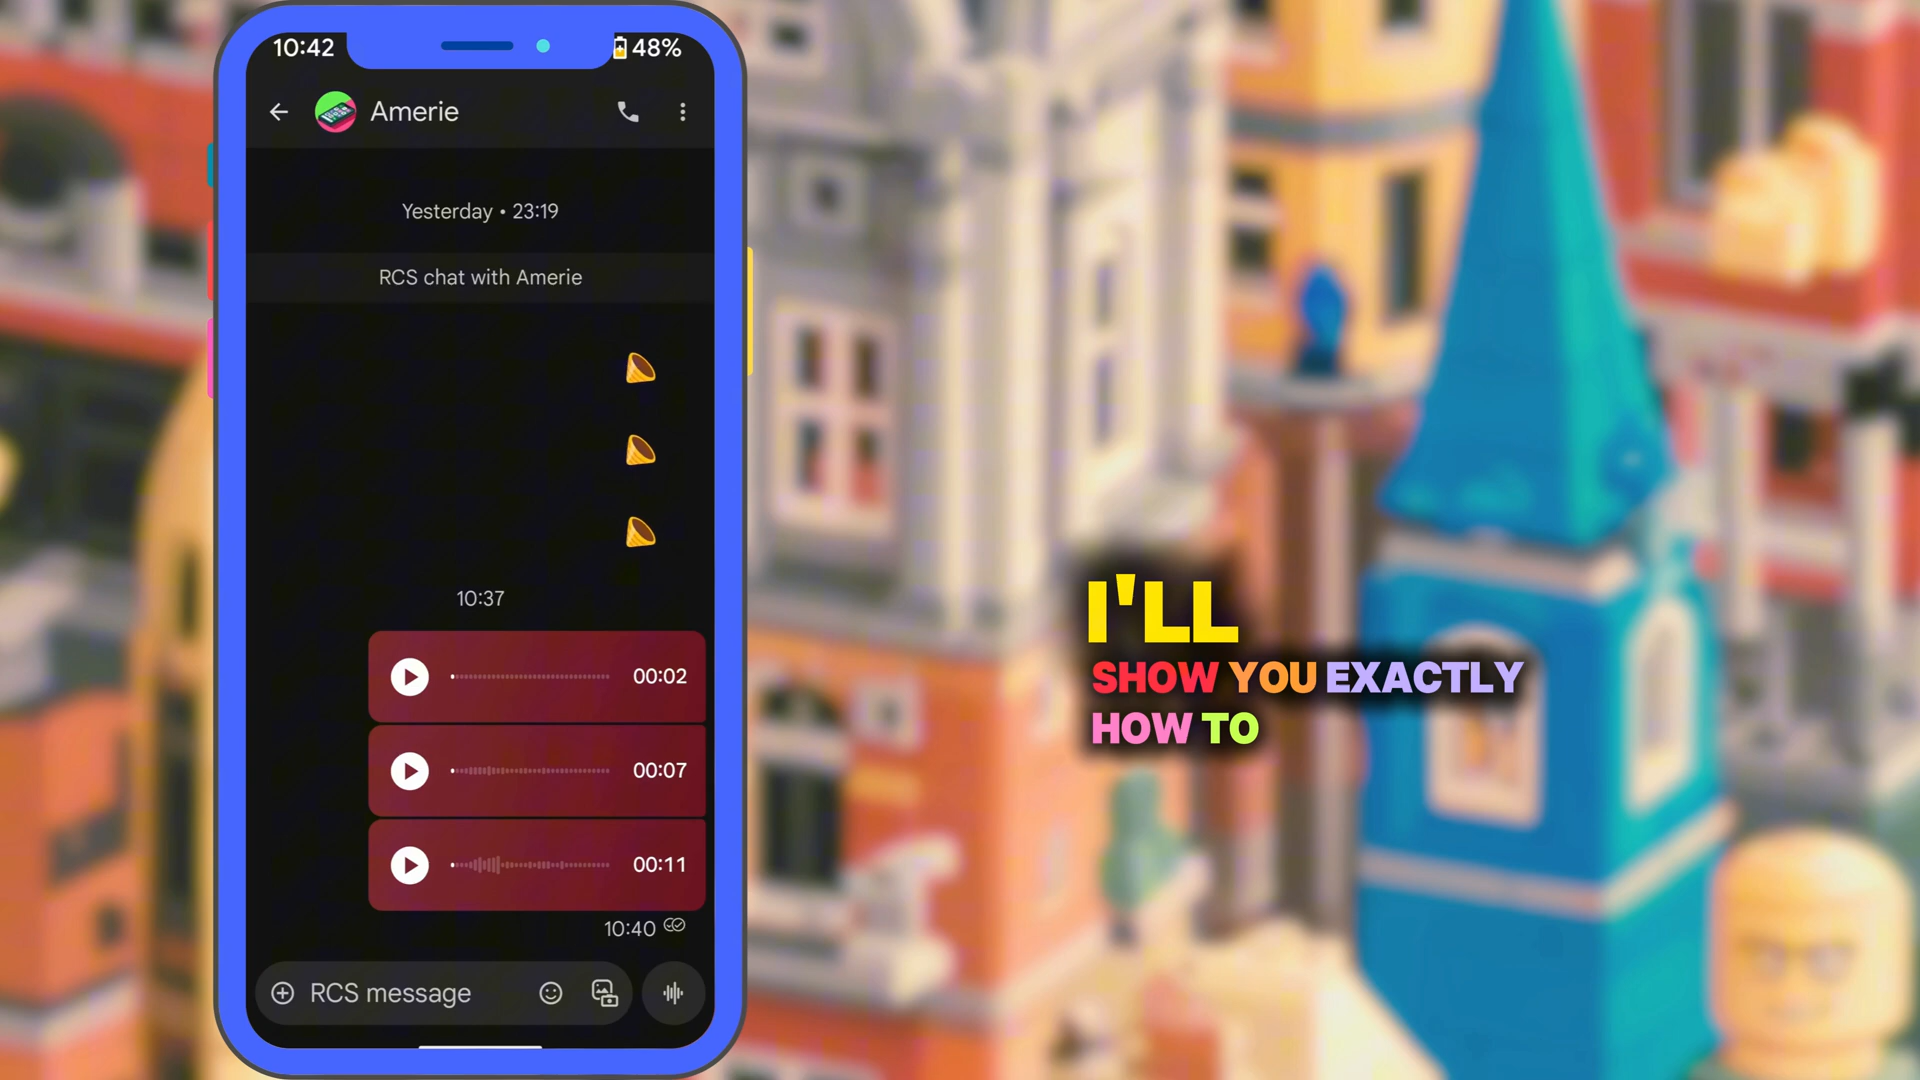 10:42
48%
Amerie
Yesterday • 23:19
RCS chat with Amerie
10:37
00:02
00:07
00:11
10:40
RCS message
I'LL
SHOW YOU EXACTLY
HOW TO